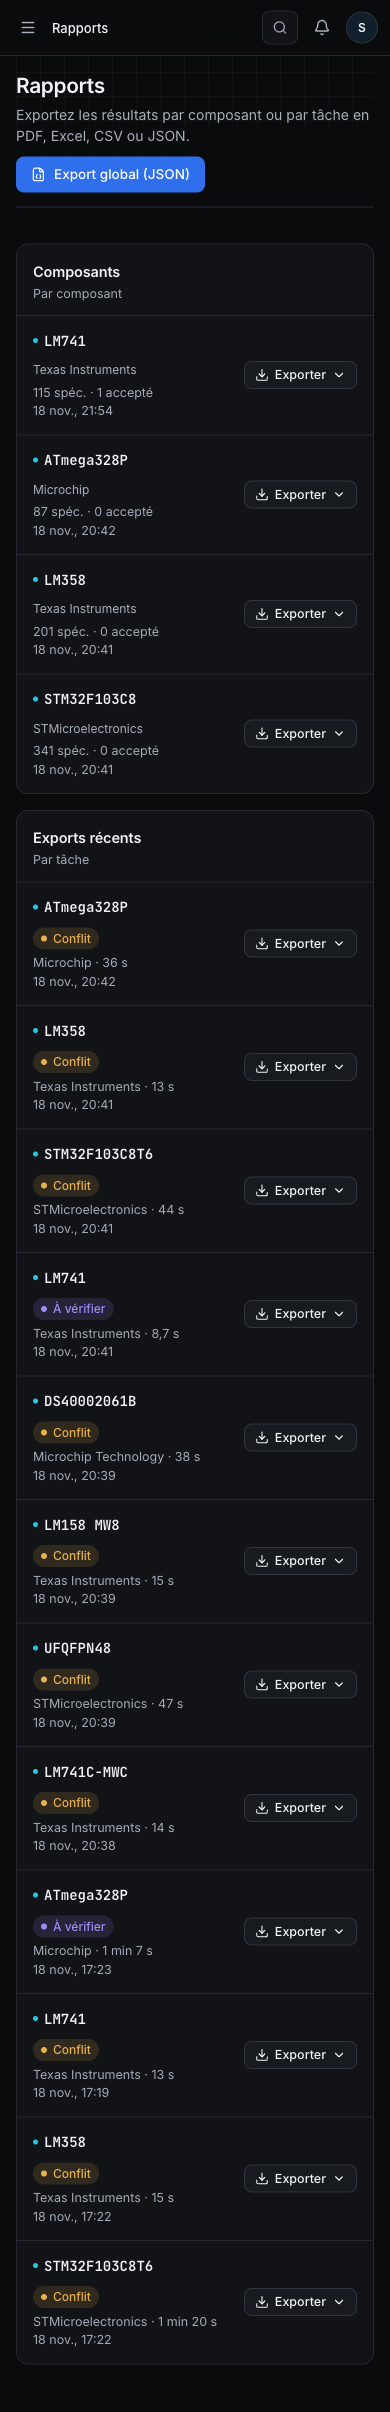 Rapports
S
Rapports
Exportez les résultats par composant ou par tâche en
PDF, Excel, CSV ou JSON.
Export global (JSON)
Composants
Par composant
LM741
Texas Instruments
115 spéc. · 1 accepté
18 nov., 21:54
Exporter
ATmega328P
Microchip
87 spéc. · 0 accepté
18 nov., 20:42
Exporter
LM358
Texas Instruments
201 spéc. · 0 accepté
18 nov., 20:41
Exporter
STM32F103C8
STMicroelectronics
341 spéc. · 0 accepté
18 nov., 20:41
Exporter
Exports récents
Par tâche
ATmega328P
Conflit
Microchip · 36 s
18 nov., 20:42
Exporter
LM358
Conflit
Texas Instruments · 13 s
18 nov., 20:41
Exporter
STM32F103C8T6
Conflit
STMicroelectronics · 44 s
18 nov., 20:41
Exporter
LM741
À vérifier
Texas Instruments · 8,7 s
18 nov., 20:41
Exporter
DS40002061B
Conflit
Microchip Technology · 38 s
18 nov., 20:39
Exporter
LM158 MW8
Conflit
Texas Instruments · 15 s
18 nov., 20:39
Exporter
UFQFPN48
Conflit
STMicroelectronics · 47 s
18 nov., 20:39
Exporter
LM741C-MWC
Conflit
Texas Instruments · 14 s
18 nov., 20:38
Exporter
ATmega328P
À vérifier
Microchip · 1 min 7 s
18 nov., 17:23
Exporter
LM741
Conflit
Texas Instruments · 13 s
18 nov., 17:19
Exporter
LM358
Conflit
Texas Instruments · 15 s
18 nov., 17:22
Exporter
STM32F103C8T6
Conflit
STMicroelectronics · 1 min 20 s
18 nov., 17:22
Exporter